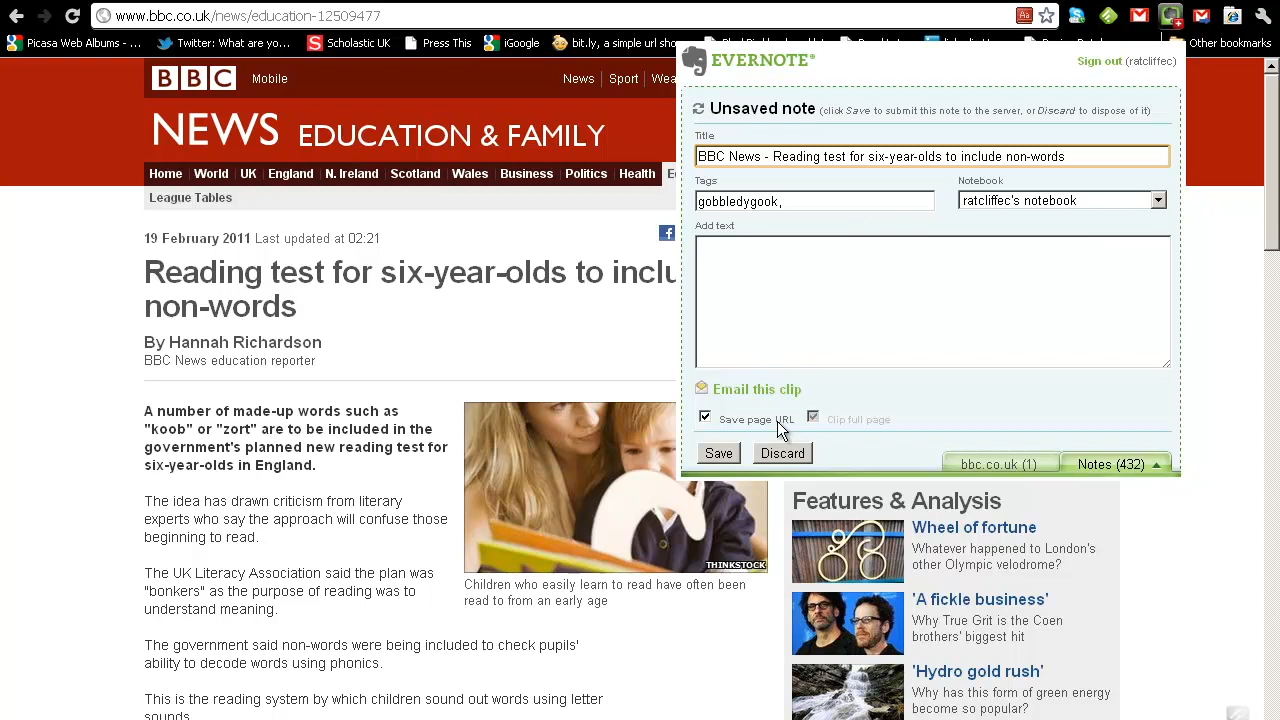 www.bbc.co.uk/news/education-12509477
Picasa Web Albums - ...
Twitter: What are yo...
Scholastic UK
Press This
iGoogle
bit.ly, a simple url sho
Other bookmarks
BBC Mobile
News Sport Wea
NEWS EDUCATION & FAMILY
Home World UK England N. Ireland Scotland Wales Business Politics Health E
League Tables
19 February 2011 Last updated at 02:21
Reading test for six-year-olds to inclu
non-words
By Hannah Richardson
BBC News education reporter
A number of made-up words such as
"koob" or "zort" are to be included in the
government's planned new reading test for
six-year-olds in England.
The idea has drawn criticism from literary
experts who say the approach will confuse those
beginning to read.
The UK Literacy Association said the plan was
"bonkers" as the purpose of reading was to
understand meaning.
The government said non-words were being included to check pupils'
ability to decode words using phonics.
This is the reading system by which children sound out words using letter
sounds.
THINKSTOCK
Children who easily learn to read have often been
read to from an early age
EVERNOTE®
Sign out (ratcliffec)
Unsaved note (click Save to submit this note to the server, or Discard to dispose of it)
Title
BBC News - Reading test for six-year-olds to include non-words
Tags
Notebook
gobbledygook,
ratcliffec's notebook
Add text
Email this clip
Save page URL
Clip full page
Save
Discard
bbc.co.uk (1)
Notes (432)
Features & Analysis
Wheel of fortune
Whatever happened to London's
other Olympic velodrome?
'A fickle business'
Why True Grit is the Coen
brothers' biggest hit
'Hydro gold rush'
Why has this form of green energy
become so popular?